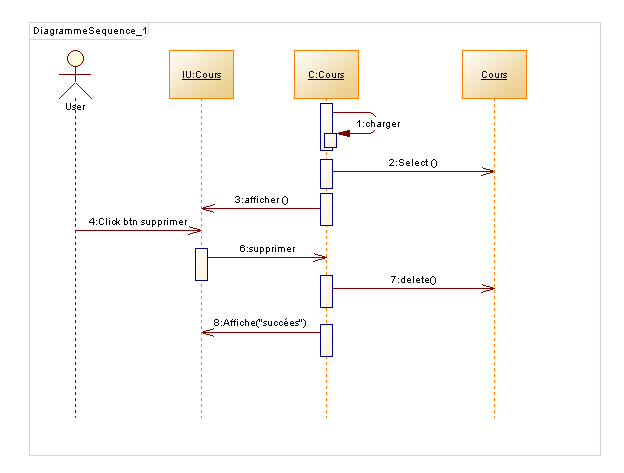 DiagrammeSequence_1
IU:Cours
C:Cours
Cours
User
1:charger
2:Select ()
3:afficher ()
4:Click btn supprimer
6:supprimer
7:delete()
8:Affiche("succées")